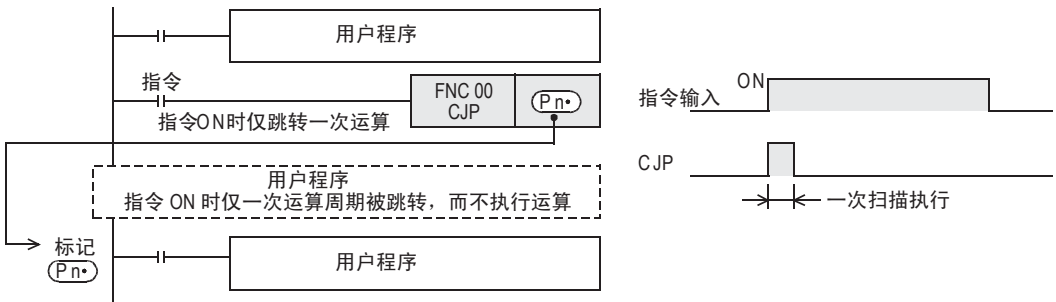 用户程序
指令
FNC 00
CJP
Pn•
指令ON时仅跳转一次运算
用户程序
指令 ON 时仅一次运算周期被跳转，而不执行运算
标记
Pn•
用户程序
ON
指令输入
CJP
一次扫描执行